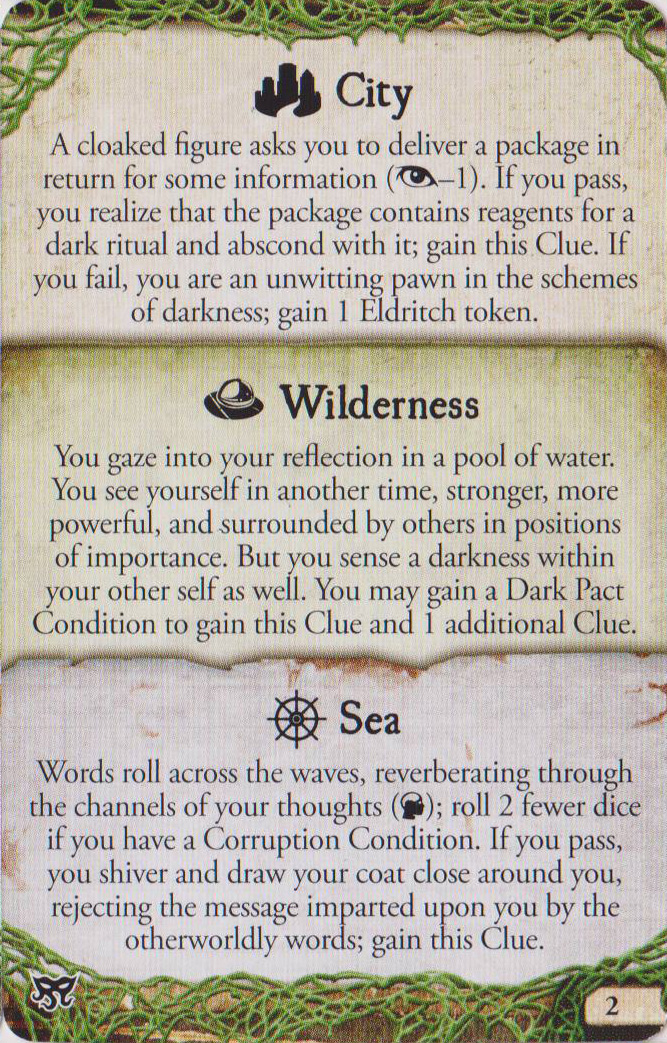 City
A cloaked figure asks you to deliver a package in
return for some information (–1). If you pass,
you realize that the package contains reagents for a
dark ritual and abscond with it; gain this Clue. If
you fail, you are an unwitting pawn in the schemes
of darkness; gain 1 Eldritch token.
Wilderness
You gaze into your reflection in a pool of water.
You see yourself in another time, stronger, more
powerful, and surrounded by others in positions
of importance. But you sense a darkness within
your other self as well. You may gain a Dark Pact
Condition to gain this Clue and 1 additional Clue.
Sea
Words roll across the waves, reverberating through
the channels of your thoughts (); roll 2 fewer dice
if you have a Corruption Condition. If you pass,
you shiver and draw your coat close around you,
rejecting the message imparted upon you by the
otherworldly words; gain this Clue.
2